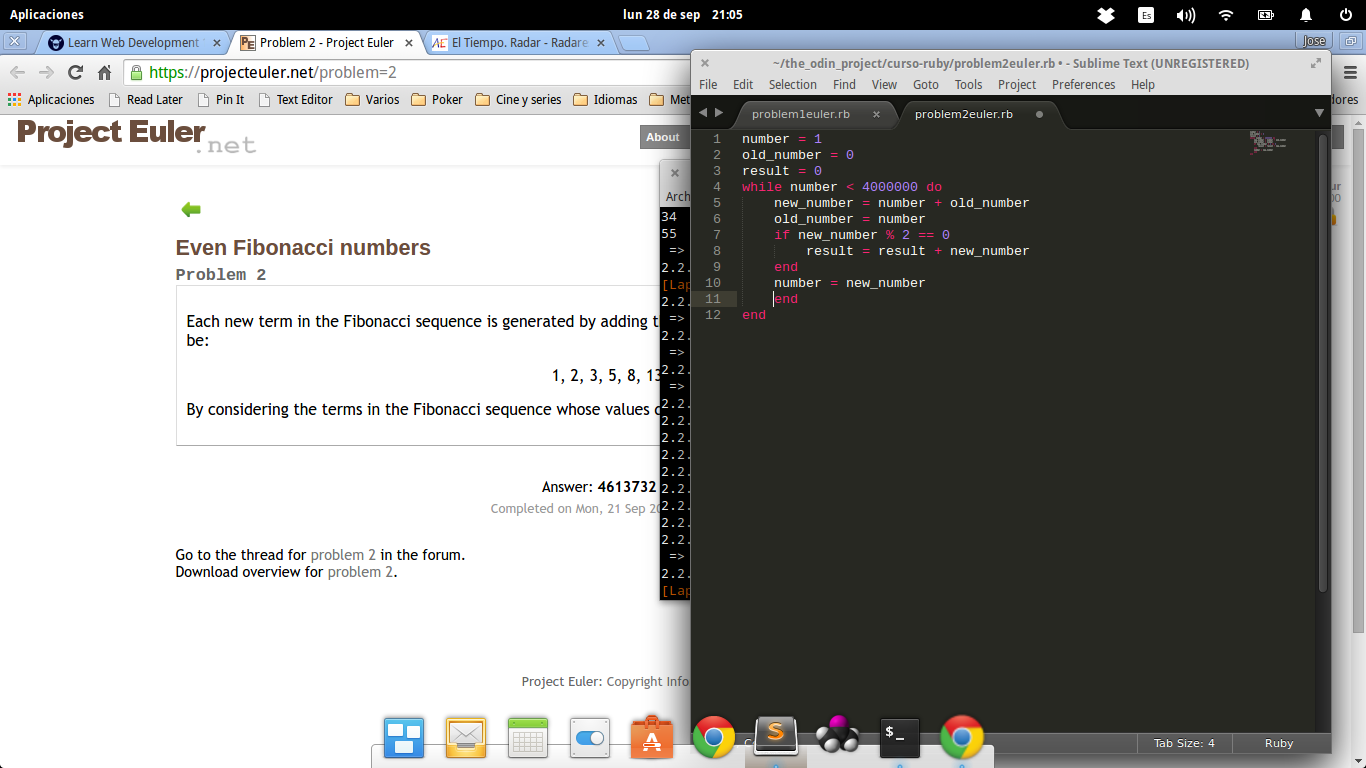 Aplicaciones
lun 28 de sep 21:05
Es
Learn Web Development
Problem 2 - Project Euler
El Tiempo. Radar - Radare
Jose
https://projecteuler.net/problem=2
Aplicaciones
Read Later
Pin It
Text Editor
Varios
Poker
Cine y series
Idiomas
Met
dores
Project Euler
.net
About
Even Fibonacci numbers
Problem 2
Each new term in the Fibonacci sequence is generated by adding t
be:
1, 2, 3, 5, 8, 13
By considering the terms in the Fibonacci sequence whose values
Answer: 4613732
Completed on Mon, 21 Sep 20
Go to the thread for problem 2 in the forum.
Download overview for problem 2.
Project Euler: Copyright Info
Arch
34
55
=>
2.2.
[Lap
2.2.
=>
2.2.
=>
2.2.
=>
2.2.
2.2.
2.2.
2.2.
2.2.
2.2.
2.2.
2.2.
2.2.
=>
2.2.
[Lap
~/the_odin_project/curso-ruby/problem2euler.rb • - Sublime Text (UNREGISTERED)
File Edit Selection Find View Goto Tools Project Preferences Help
problem1euler.rb
problem2euler.rb
1 number = 1
2 old_number = 0
3 result = 0
4 while number < 4000000 do
5 new_number = number + old_number
6 old_number = number
7 if new_number % 2 == 0
8 result = result + new_number
9 end
10 number = new_number
11 end
12 end
Tab Size: 4
Ruby
$_